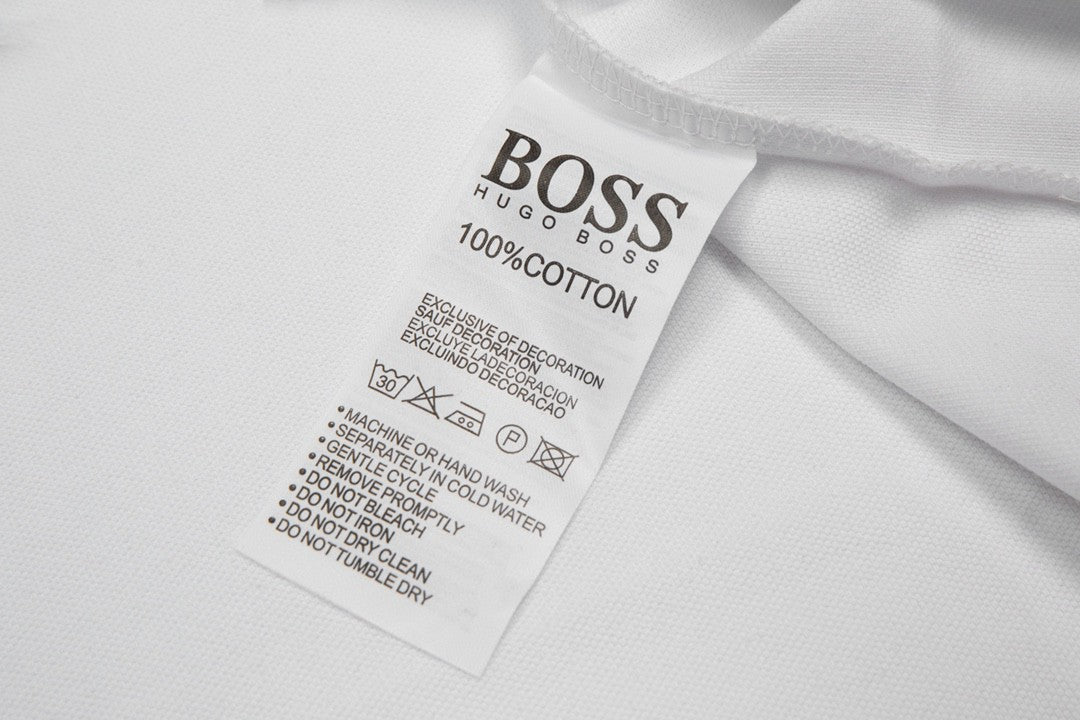 BOSS
HUGO BOSS
100%COTTON
EXCLUSIVE OF DECORATION
SAUF DECORATION
EXCLUYE LADECORACION
EXCLUINDO DECORACAO
30
P
• MACHINE OR HAND WASH
• SEPARATELY IN COLD WATER
• GENTLE CYCLE
• REMOVE PROMPTLY
• DO NOT BLEACH
• DO NOT IRON
• DO NOT DRY CLEAN
• DO NOT TUMBLE DRY